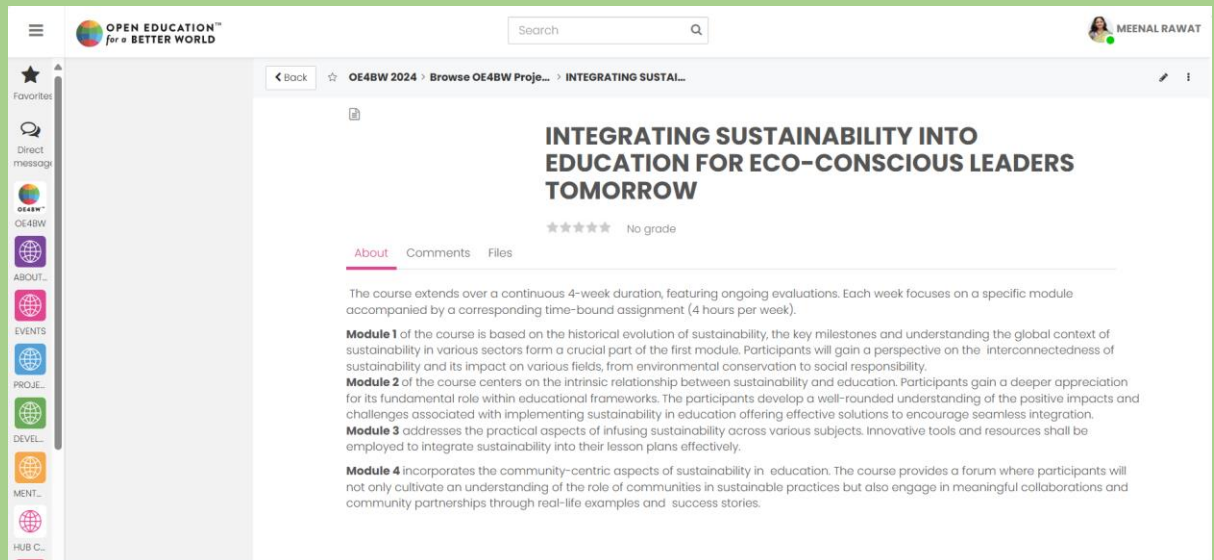 OPEN EDUCATION™
for a BETTER WORLD
Search
MEENAL RAWAT
Favorites
Direct
message
OE4BW™
OE4BW
ABOUT...
EVENTS
PROJE...
DEVEL...
MENT...
HUB C...
Back
OE4BW 2024 > Browse OE4BW Proje... > INTEGRATING SUSTAI...
INTEGRATING SUSTAINABILITY INTO
EDUCATION FOR ECO-CONSCIOUS LEADERS
TOMORROW
No grade
About Comments Files
The course extends over a continuous 4-week duration, featuring ongoing evaluations. Each week focuses on a specific module
accompanied by a corresponding time-bound assignment (4 hours per week).
Module 1 of the course is based on the historical evolution of sustainability, the key milestones and understanding the global context of
sustainability in various sectors form a crucial part of the first module. Participants will gain a perspective on the interconnectedness of
sustainability and its impact on various fields, from environmental conservation to social responsibility.
Module 2 of the course centers on the intrinsic relationship between sustainability and education. Participants gain a deeper appreciation
for its fundamental role within educational frameworks. The participants develop a well-rounded understanding of the positive impacts and
challenges associated with implementing sustainability in education offering effective solutions to encourage seamless integration.
Module 3 addresses the practical aspects of infusing sustainability across various subjects. Innovative tools and resources shall be
employed to integrate sustainability into their lesson plans effectively.
Module 4 incorporates the community-centric aspects of sustainability in education. The course provides a forum where participants will
not only cultivate an understanding of the role of communities in sustainable practices but also engage in meaningful collaborations and
community partnerships through real-life examples and success stories.